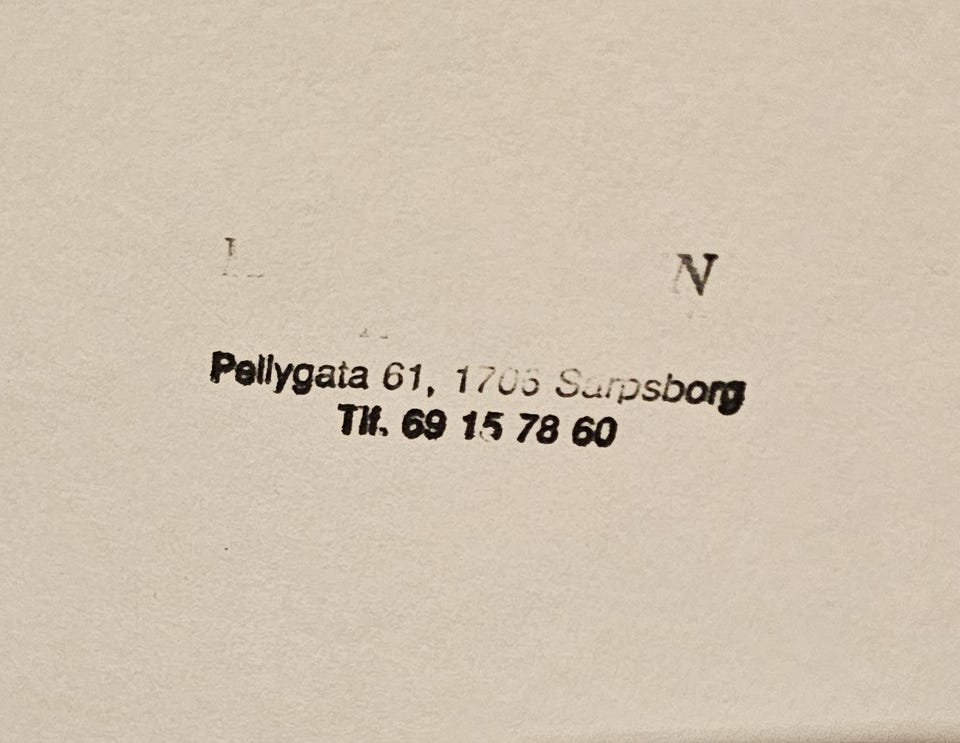 L N
Pellygata 61, 1706 Sarpsborg
Tlf. 69 15 78 60